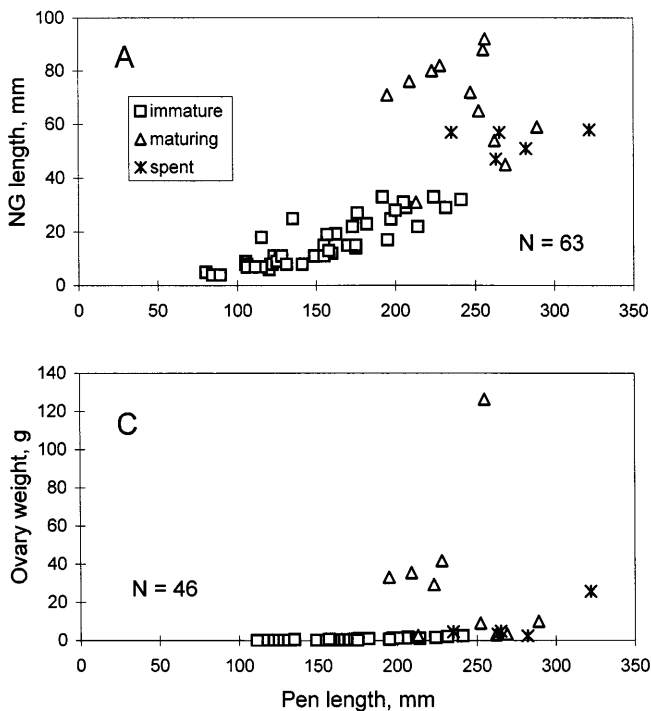 A
NG length, mm
100
80
60
40
20
0
immature
maturing
spent
N = 63
0 50 100 150 200 250 300 350
C
Ovary weight, g
140
120
100
80
60
40
20
0
N = 46
0 50 100 150 200 250 300 350
Pen length, mm